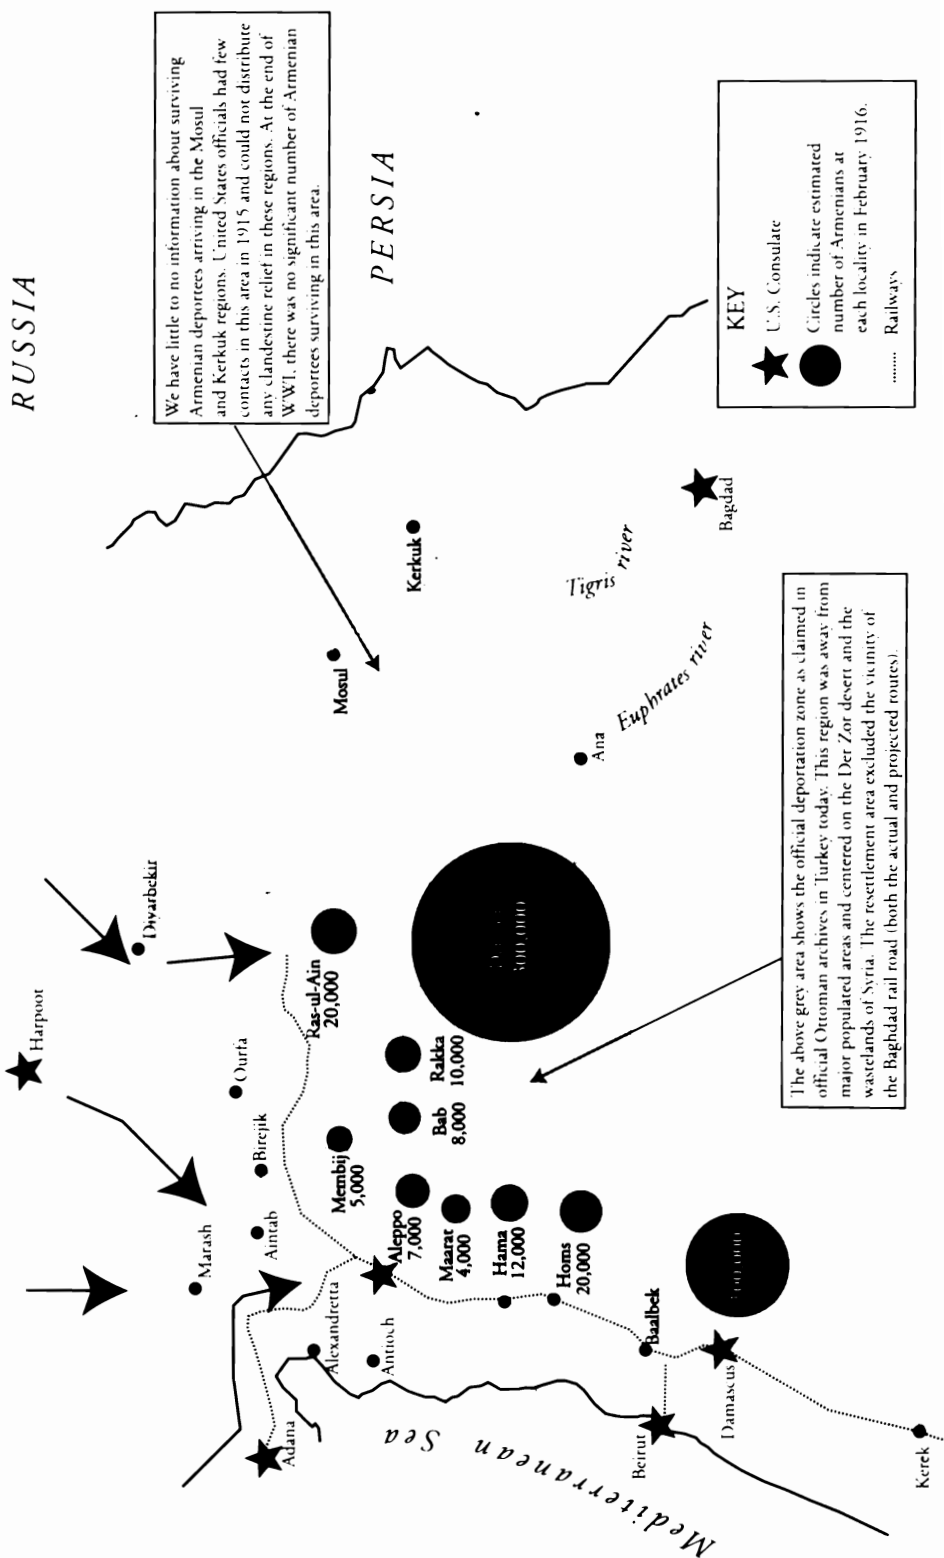 RUSSIA
We have little to no information about surviving
Armenian deportees arriving in the Mosul
and Kerkuk regions. United States officials had few
contacts in this area in 1915 and could not distribute
any clandestine relief in these regions. At the end of
WWI, there was no significant number of Armenian
deportees surviving in this area.
PERSIA
Harpoot
Diyarbekir
Marash
Ourfa
Birejik
Aintab
Adana
Alexandretta
Antioch
Ras-ul-Ain
20,000
Membij
5,000
Mosul
Kerkuk
Rakka
10,000
Bab
8,000
Aleppo
7,000
Maarat
4,000
Hama
12,000
Homs
20,000
300,000
Ana
Euphrates river
Tigris river
Bagdad
Mediterranean Sea
Baalbek
Beirut
Damascus
Kerek
KEY
U.S. Consulate
Circles indicate estimated
number of Armenians at
each locality in February 1916.
Railways
The above grey area shows the official deportation zone as claimed in
official Ottoman archives in Turkey today. This region was away from
major populated areas and centered on the Der Zor desert and the
wastelands of Syria. The resettlement area excluded the vicinity of
the Baghdad rail road (both the actual and projected routes).